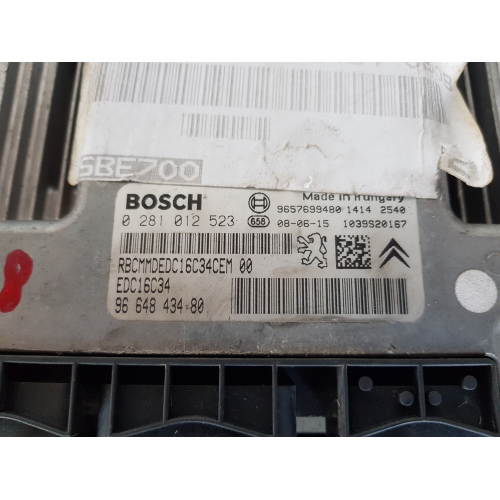 SBE700
BOSCH
Made in Hungary
0 281 012 523
658
9657699480 1414 2540
08-06-15 1039S20167
RBCMMDEDC16C34CEM 00
EDC16C34
96 648 434 80